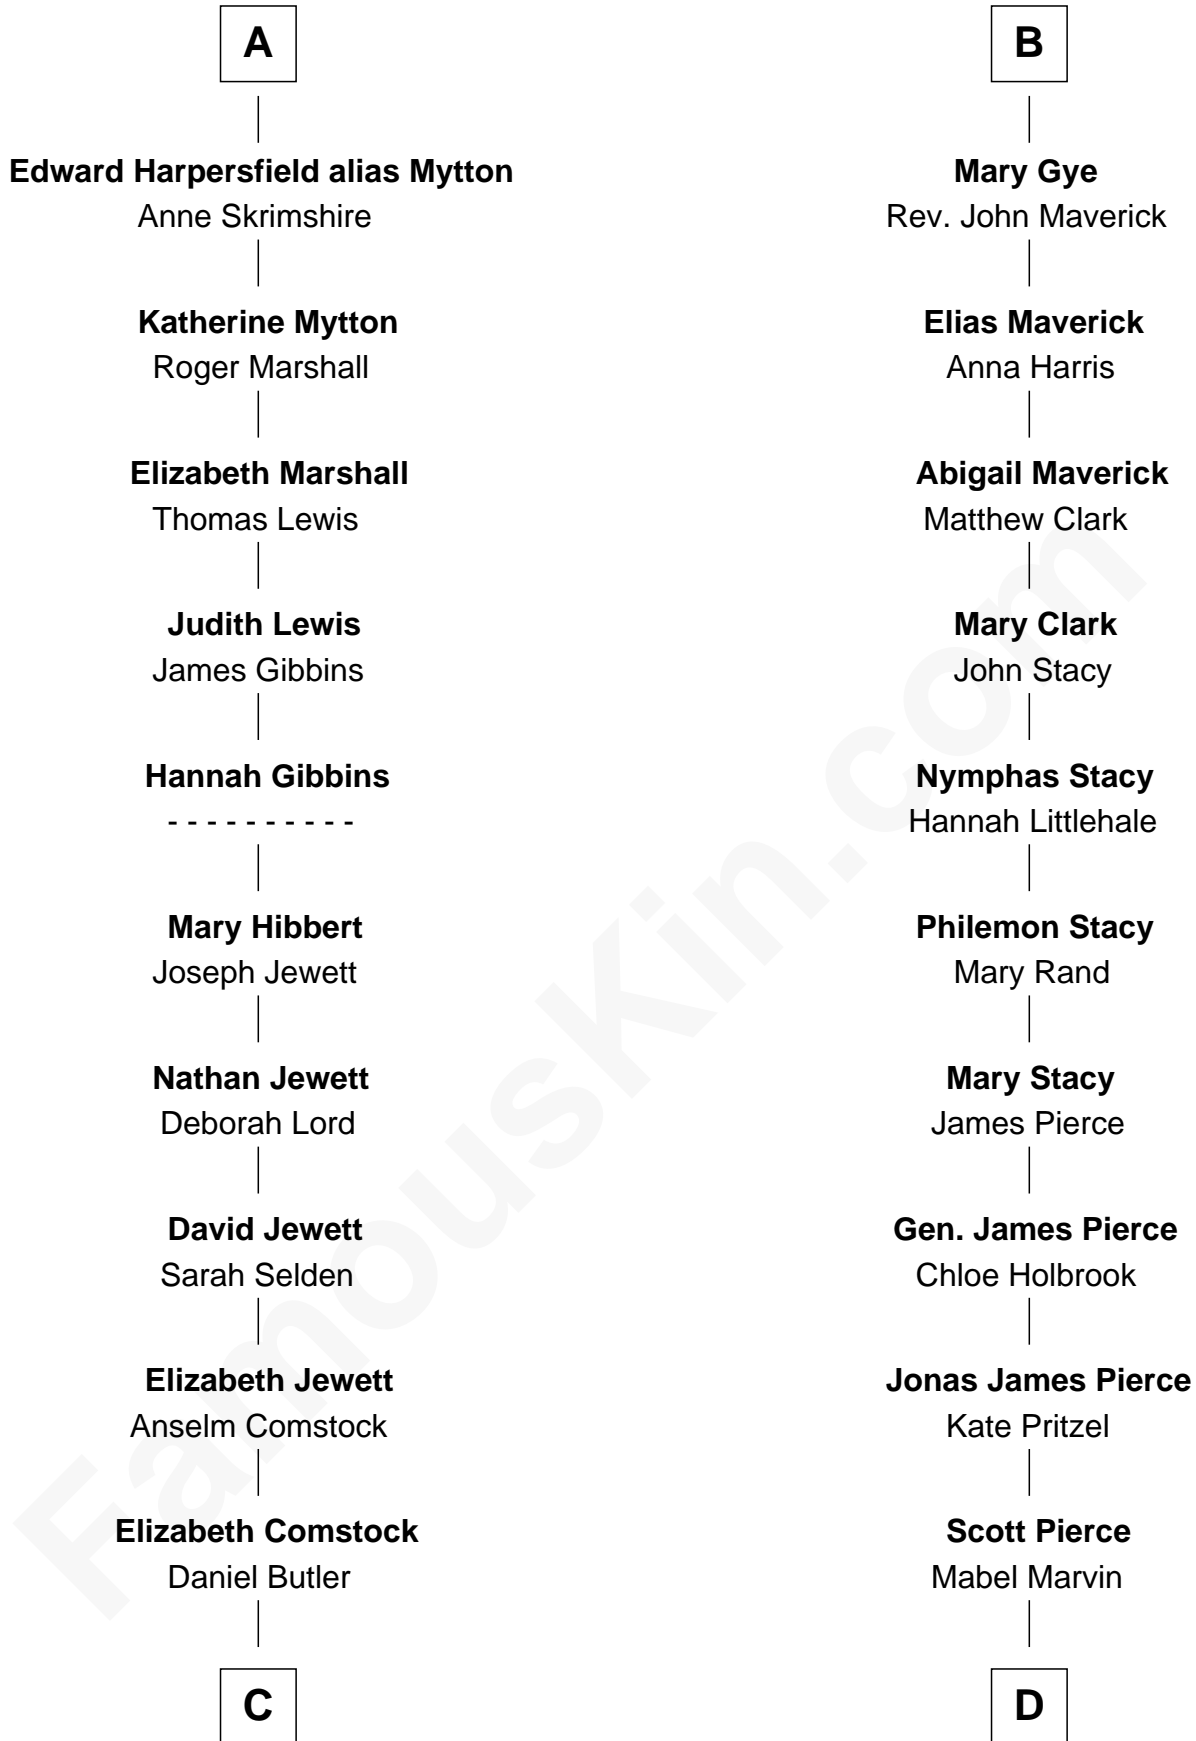 A
Edward Harpersfield alias Mytton
Anne Skrimshire
Katherine Mytton
Roger Marshall
Elizabeth Marshall
Thomas Lewis
Judith Lewis
James Gibbins
Hannah Gibbins
- - - - - - - - - -
Mary Hibbert
Joseph Jewett
Nathan Jewett
Deborah Lord
David Jewett
Sarah Selden
Elizabeth Jewett
Anselm Comstock
Elizabeth Comstock
Daniel Butler
C
B
Mary Gye
Rev. John Maverick
Elias Maverick
Anna Harris
Abigail Maverick
Matthew Clark
Mary Clark
John Stacy
Nymphas Stacy
Hannah Littlehale
Philemon Stacy
Mary Rand
Mary Stacy
James Pierce
Gen. James Pierce
Chloe Holbrook
Jonas James Pierce
Kate Pritzel
Scott Pierce
Mabel Marvin
D
FamousKin.com